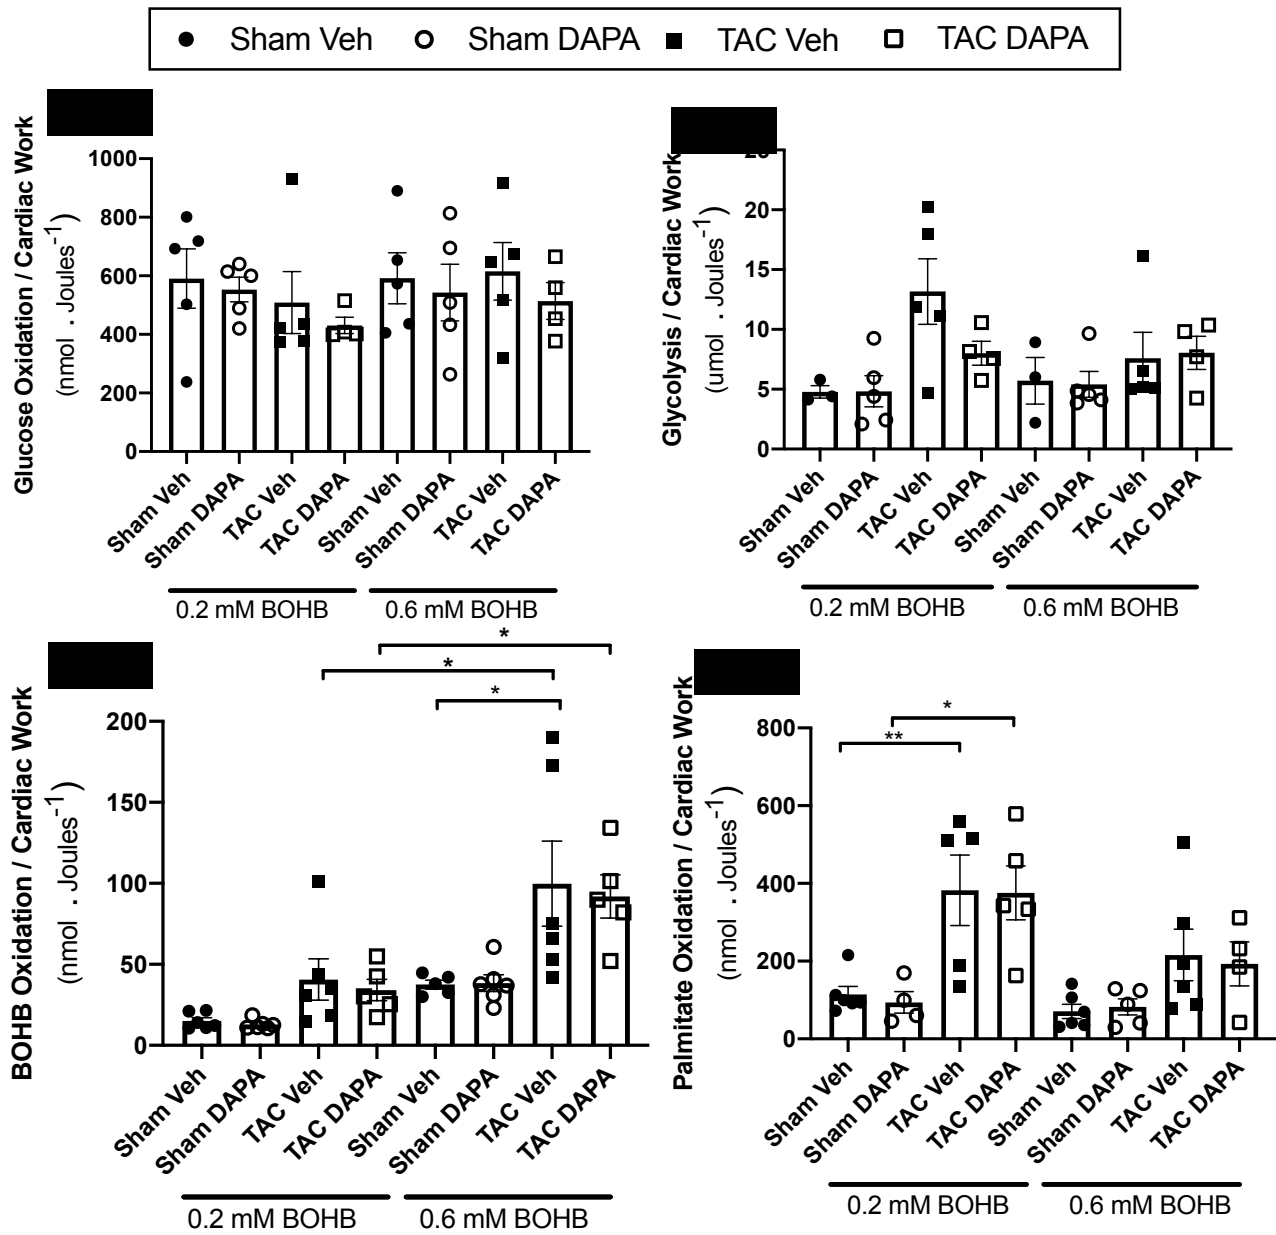 Sham Veh Sham DAPA TAC Veh TAC DAPA
Glucose Oxidation / Cardiac Work
(nmol . Joules-1)
1000
800
600
400
200
0
Sham Veh
Sham DAPA
TAC Veh
TAC DAPA
Sham Veh
Sham DAPA
TAC Veh
TAC DAPA
0.2 mM BOHB
0.6 mM BOHB
Glycolysis / Cardiac Work
(umol . Joules-1)
20
15
10
5
0
Sham Veh
Sham DAPA
TAC Veh
TAC DAPA
Sham Veh
Sham DAPA
TAC Veh
TAC DAPA
0.2 mM BOHB
0.6 mM BOHB
BOHB Oxidation / Cardiac Work
(nmol . Joules-1)
*
*
*
200
150
100
50
0
Sham Veh
Sham DAPA
TAC Veh
TAC DAPA
Sham Veh
Sham DAPA
TAC Veh
TAC DAPA
0.2 mM BOHB
0.6 mM BOHB
Palmitate Oxidation / Cardiac Work
(nmol . Joules-1)
*
**
800
600
400
200
0
Sham Veh
Sham DAPA
TAC Veh
TAC DAPA
Sham Veh
Sham DAPA
TAC Veh
TAC DAPA
0.2 mM BOHB
0.6 mM BOHB